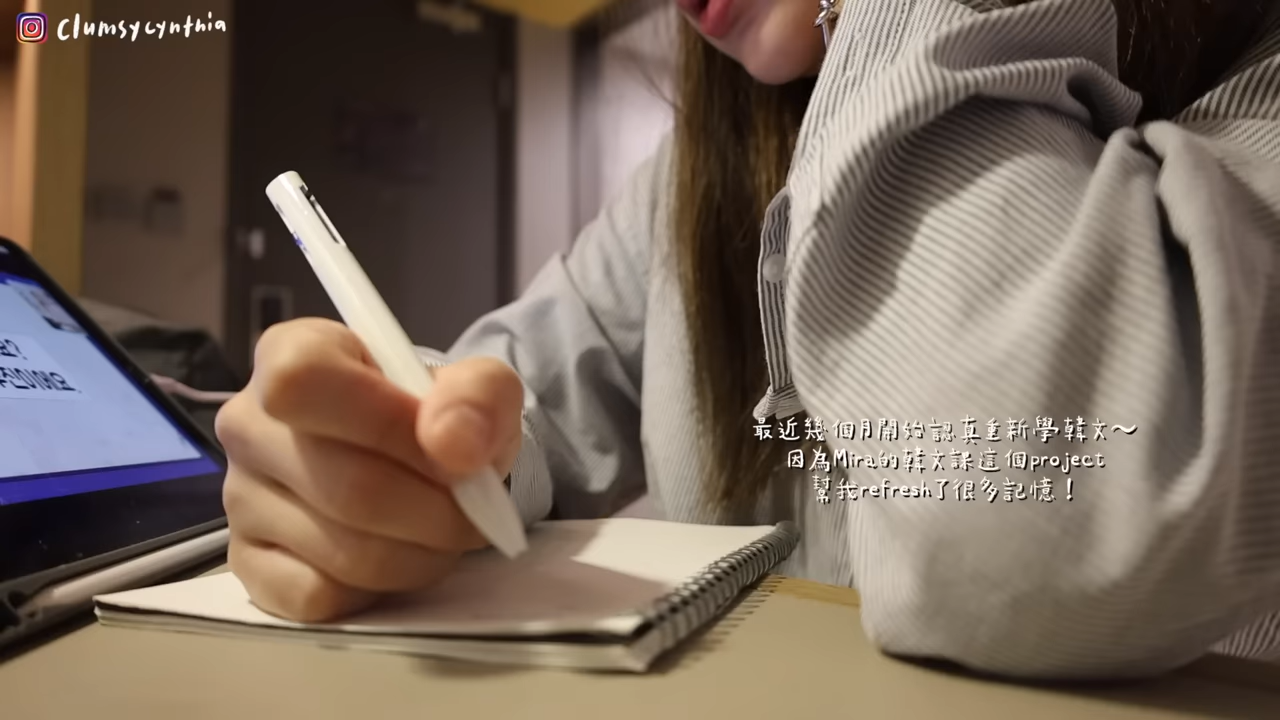 clumsycynthia
최근幾個月開始認真重新學韓文～
因為Mira的韓文課這個project
幫我refresh了很多記憶！